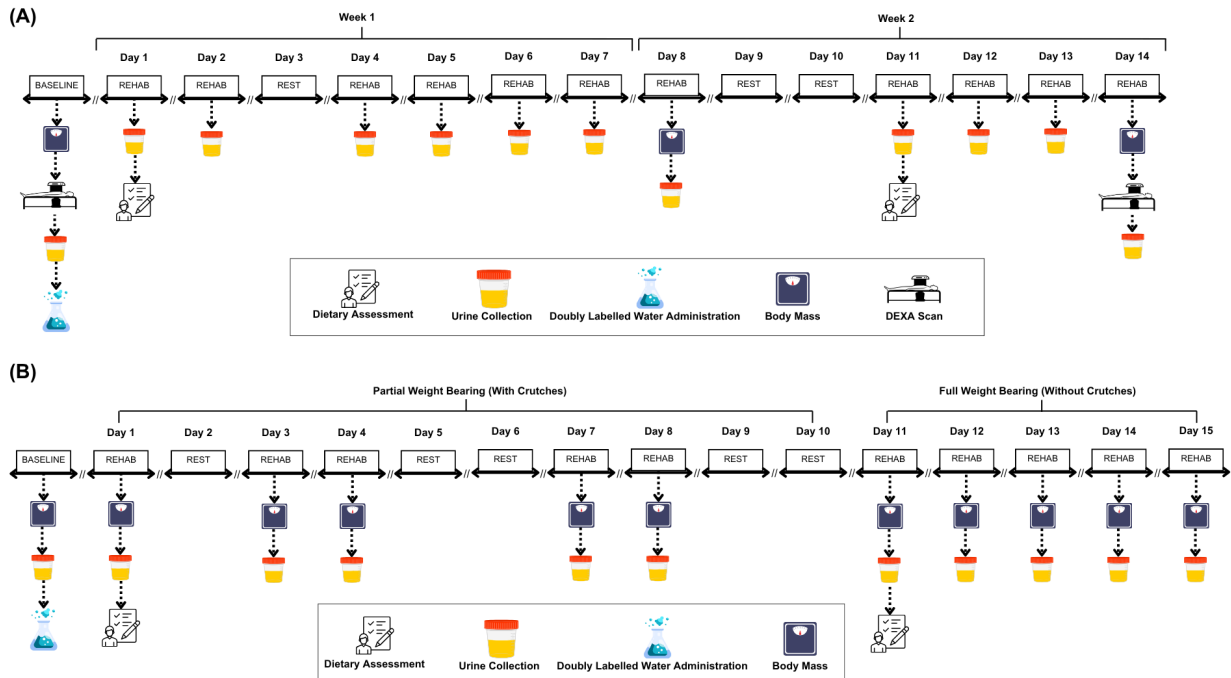 (A)
Week 1
Week 2
Day 1 Day 2 Day 3 Day 4 Day 5 Day 6 Day 7 Day 8 Day 9 Day 10 Day 11 Day 12 Day 13 Day 14
BASELINE // REHAB // REHAB // REST // REHAB // REHAB // REHAB // REHAB // REHAB // REST // REST // REHAB // REHAB // REHAB // REHAB
Dietary Assessment
Urine Collection
Doubly Labelled Water Administration
Body Mass
DEXA Scan
(B)
Partial Weight Bearing (With Crutches)
Full Weight Bearing (Without Crutches)
Day 1 Day 2 Day 3 Day 4 Day 5 Day 6 Day 7 Day 8 Day 9 Day 10 Day 11 Day 12 Day 13 Day 14 Day 15
BASELINE // REHAB // REST // REHAB // REHAB // REST // REST // REHAB // REHAB // REST // REST // REHAB // REHAB // REHAB // REHAB // REHAB
Dietary Assessment
Urine Collection
Doubly Labelled Water Administration
Body Mass